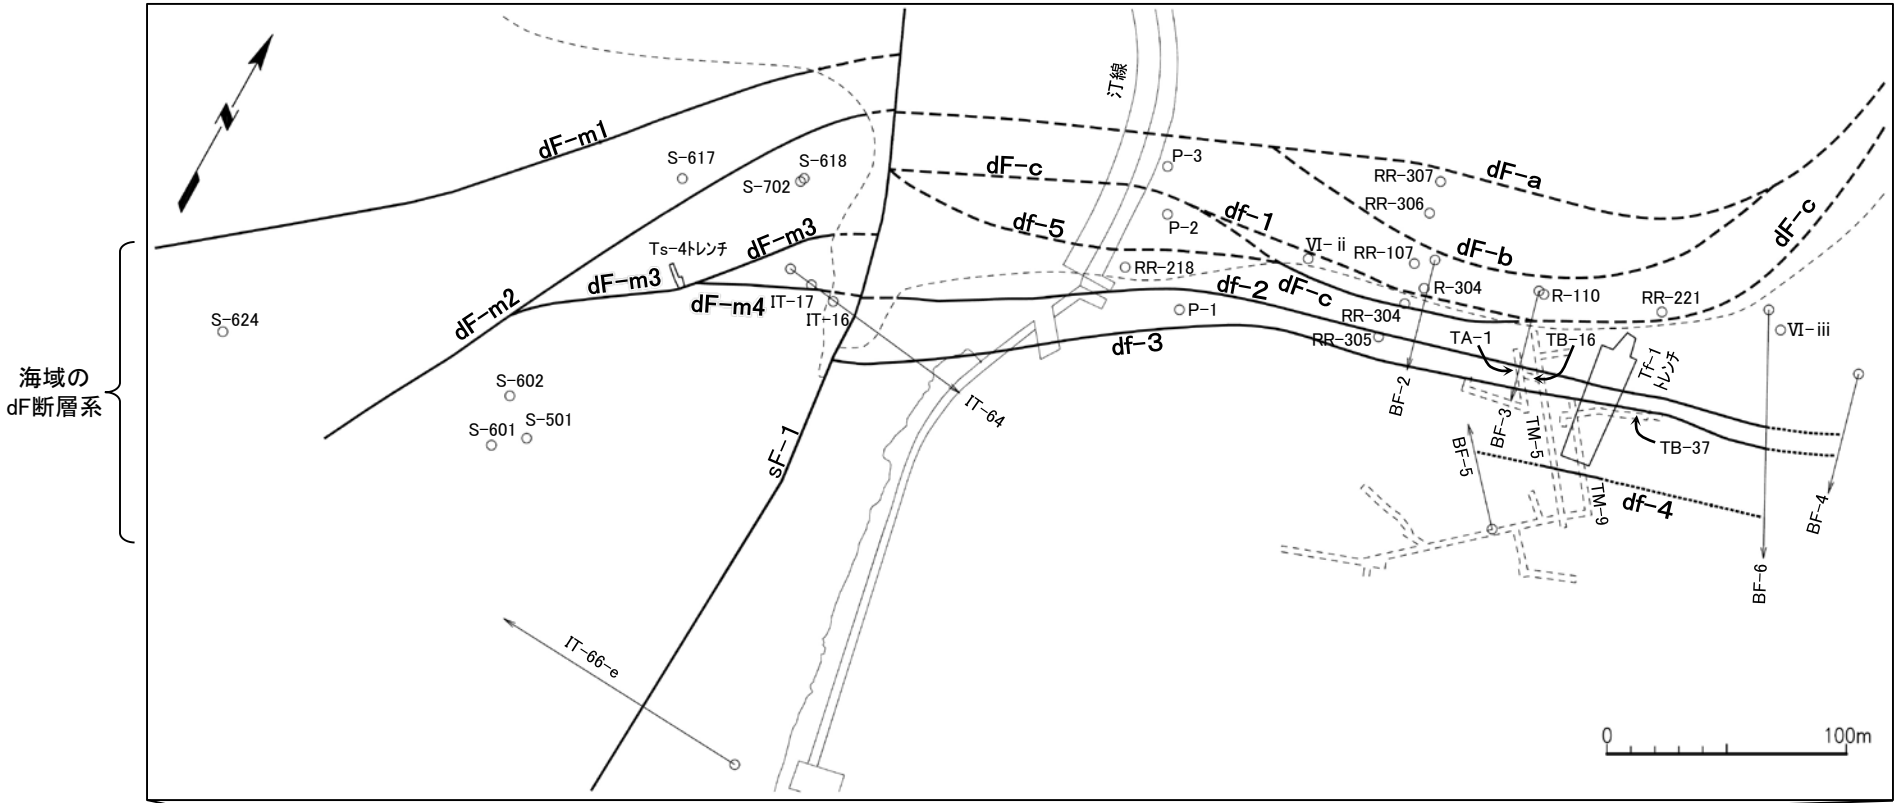 汀線
dF-m1
S-617
S-618
S-702
dF-c
P-3
RR-307
dF-a
RR-306
dF-c
df-5
P-2
df-1
Ts-4トレンチ
dF-m3
VI-ii
RR-107
dF-b
dF-m3
RR-218
dF-m4
IT-17
df-2
dF-c
R-304
R-110
RR-221
dF-m2
S-624
IT-16
P-1
RR-304
VI-iii
df-3
RR-305
TA-1
TB-16
Tf-1
トレンチ
海域の
dF断層系
S-602
S-601
S-501
IT-64
BF-2
BF-3
TM-5
TB-37
sF-1
BF-5
TM-9
df-4
BF-4
BF-6
IT-66-e
0
100m